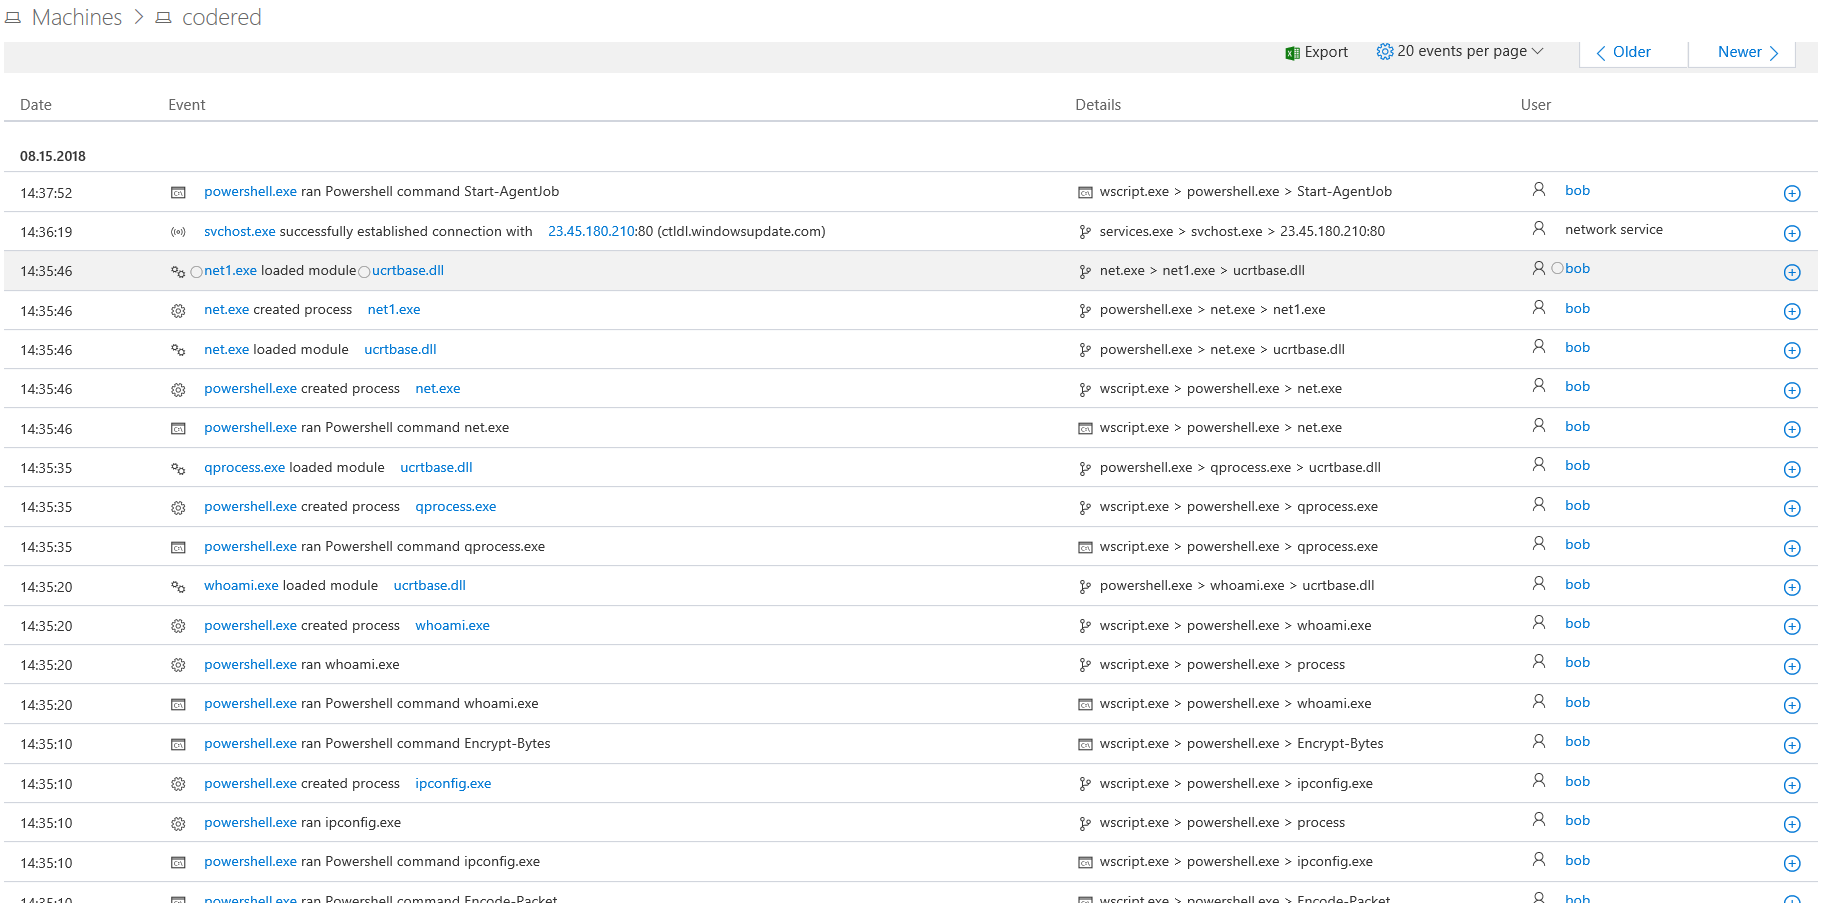 Machines > codered
Export 20 events per page Older Newer
Date Event Details User
08.15.2018
14:37:52 powershell.exe ran Powershell command Start-AgentJob wscript.exe > powershell.exe > Start-AgentJob bob
14:36:19 svchost.exe successfully established connection with 23.45.180.210:80 (ctldl.windowsupdate.com) services.exe > svchost.exe > 23.45.180.210:80 network service
14:35:46 net1.exe loaded module ucrtbase.dll net.exe > net1.exe > ucrtbase.dll bob
14:35:46 net.exe created process net1.exe powershell.exe > net.exe > net1.exe bob
14:35:46 net.exe loaded module ucrtbase.dll powershell.exe > net.exe > ucrtbase.dll bob
14:35:46 powershell.exe created process net.exe wscript.exe > powershell.exe > net.exe bob
14:35:46 powershell.exe ran Powershell command net.exe wscript.exe > powershell.exe > net.exe bob
14:35:35 qprocess.exe loaded module ucrtbase.dll powershell.exe > qprocess.exe > ucrtbase.dll bob
14:35:35 powershell.exe created process qprocess.exe wscript.exe > powershell.exe > qprocess.exe bob
14:35:35 powershell.exe ran Powershell command qprocess.exe wscript.exe > powershell.exe > qprocess.exe bob
14:35:20 whoami.exe loaded module ucrtbase.dll powershell.exe > whoami.exe > ucrtbase.dll bob
14:35:20 powershell.exe created process whoami.exe wscript.exe > powershell.exe > whoami.exe bob
14:35:20 powershell.exe ran whoami.exe wscript.exe > powershell.exe > process bob
14:35:20 powershell.exe ran Powershell command whoami.exe wscript.exe > powershell.exe > whoami.exe bob
14:35:10 powershell.exe ran Powershell command Encrypt-Bytes wscript.exe > powershell.exe > Encrypt-Bytes bob
14:35:10 powershell.exe created process ipconfig.exe wscript.exe > powershell.exe > ipconfig.exe bob
14:35:10 powershell.exe ran ipconfig.exe wscript.exe > powershell.exe > process bob
14:35:10 powershell.exe ran Powershell command ipconfig.exe wscript.exe > powershell.exe > ipconfig.exe bob
14:35:10 powershell.exe ran Powershell command Encode-Packet wscript.exe > powershell.exe > Encode-Packet bob